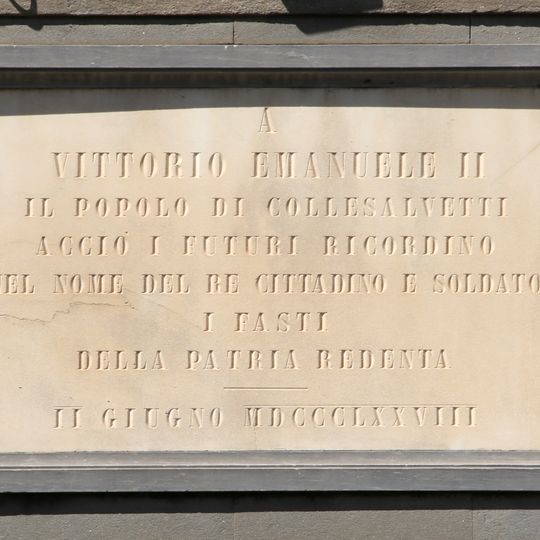 A
VITTORIO EMANUELE II
IL POPOLO DI COLLESALVETTI
ACCIÒ I FUTURI RICORDINO
NEL NOME DEL RE CITTADINO E SOLDATO
I FASTI
DELLA PATRIA REDENTA
II GIUGNO MDCCCLXXVIII